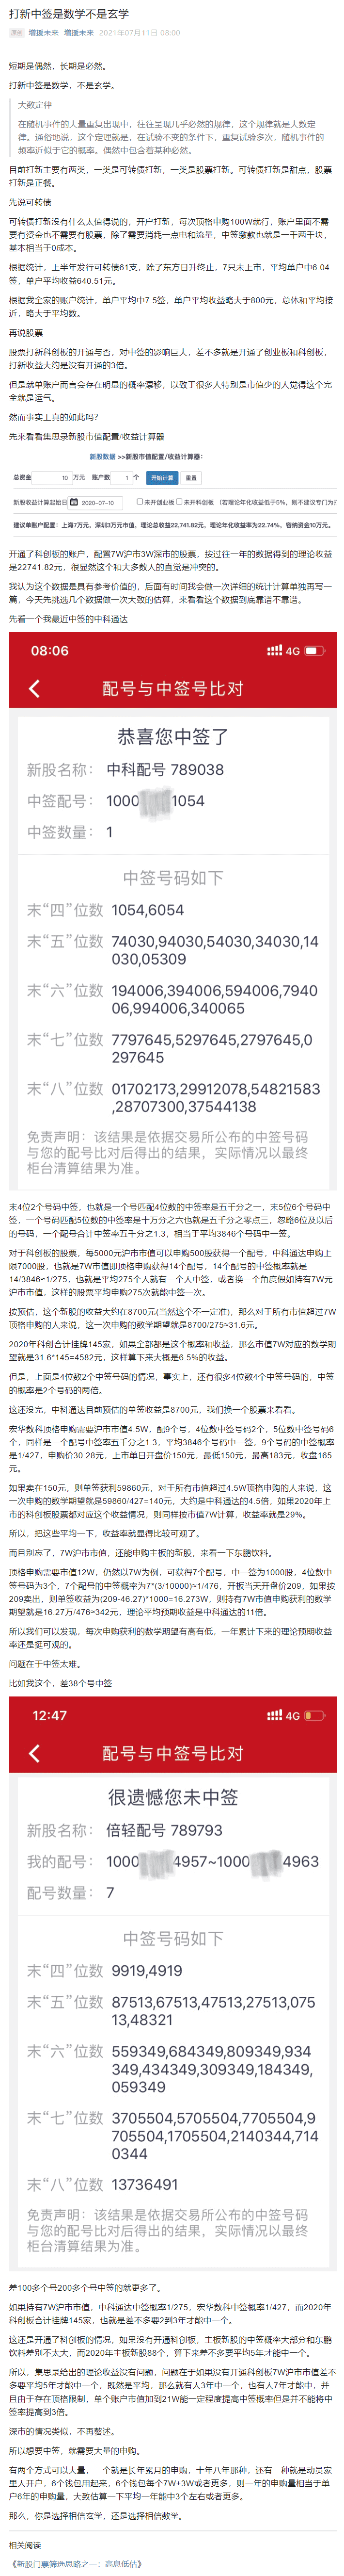 打新中签是数学不是玄学
原创 增援未来 增援未来 2021年07月11日 08:00
短期是偶然，长期是必然。
打新中签是数学，不是玄学。
大数定律
在随机事件的大量重复出现中，往往呈现几乎必然的规律，这个规律就是大数定
律。通俗地说，这个定理就是，在试验不变的条件下，重复试验多次，随机事件的
频率近似于它的概率。偶然中包含着某种必然。
目前打新主要有两类，一类是可转债打新，一类是股票打新。可转债打新是甜点，股票
打新是正餐。
先说可转债
可转债打新没有什么太值得说的，开户打新，每次顶格申购100W就行，账户里面不需
要有资金也不需要有股票，除了需要消耗一点电和流量，中签缴款也就是一千两千块，
基本相当于0成本。
根据统计，上半年发行可转债61支，除了东方日升终止，7只未上市，平均单户中6.04
签，单户平均收益640.51元。
根据我全家的账户统计，单户平均中7.5签，单户平均收益略大于800元，总体和平均接
近，略大于平均数。
再说股票
股票打新科创板的开通与否，对中签的影响巨大，差不多就是开通了创业板和科创板，
打新收益大约是没有开通的3倍。
但是就单账户而言会存在明显的概率漂移，以致于很多人特别是市值少的人觉得这个完
全就是运气。
然而事实上真的如此吗？
先来看看集思录新股市值配置/收益计算器
新股数据 >>新股市值配置/收益计算器：
总资金 10 万元 账户数 1 个 开始计算 重置
新股收益计算起始日 2020-07-10 未开创业板 未开科创板 （若理论年化收益低于5%，则不建议专门为打
建议单账户配置：上海7万元，深圳3万元市值，理论总收益22,741.82元，理论年化收益率为22.74%，容纳资金10万元。
开通了科创板的账户，配置7W沪市3W深市的股票，按过往一年的数据得到的理论收益
是22741.82元，很显然这个和大多数人的直觉是冲突的。
我认为这个数据是具有参考价值的，后面有时间我会做一次详细的统计计算单独再写一
篇，今天先挑选几个数据做一次大致的估算，来看看这个数据到底靠谱不靠谱。
先看一个我最近中签的中科通达
08:06 4G
配号与中签号比对
恭喜您中签了
新股名称： 中科配号 789038
中签配号： 1000 1054
中签数量： 1
中签号码如下
末“四”位数 1054,6054
末“五”位数 74030,94030,54030,34030,14
030,05309
末“六”位数 194006,394006,594006,7940
06,994006,340065
末“七”位数 7797645,5297645,2797645,0
297645
末“八”位数 01702173,29912078,54821583
,28707300,37544138
免责声明：该结果是依据交易所公布的中签号码
与您的配号比对后得出的结果，实际情况以最终
柜台清算结果为准。
末4位2个号码中签，也就是一个号匹配4位数的中签率是五千分之一，末5位6个号码中
签，一个号码匹配5位数的中签率是十万分之六也就是五千分之零点三，忽略6位及以后
的号码，一个配号合计中签率五千分之1.3，相当于平均3846个号码中一签。
对于科创板的股票，每5000元沪市市值可以申购500股获得一个配号，中科通达申购上
限7000股，也就是7W市值即顶格申购获得14个配号，14个配号的中签概率就是
14/3846≈1/275，也就是平均275个人就有一个人中签，或者换一个角度假如持有7W元
沪市市值，这样的股票平均申购275次就能中签一次。
按预估，这个新股的收益大约在8700元(当然这个不一定准)，那么对于所有市值超过7W
顶格申购的人来说，这一次申购的数学期望就是8700/275≈31.6元。
2020年科创合计挂牌145家，如果全部都是这个概率和收益，那么市值7W对应的数学期
望就是31.6*145=4582元，这样算下来大概是6.5%的收益。
但是，上面是4位数2个中签号码的情况，事实上，还有很多4位数4个中签号码的，中签
的概率是2个号码的两倍。
这还没完，中科通达目前预估的单签收益是8700元，我们换一个股票来看看。
宏华数科顶格申购需要沪市市值4.5W，配9个号，4位数中签号码2个，5位数中签号码6
个，同样是一个配号中签率五千分之1.3，平均3846个号码中一签，9个号码的中签概率
是1/427，申购价30.28元，上市单日开盘价150元，最低150元，最高183元，收盘165
元。
如果卖在150元，则单签获利59860元，对于所有市值超过4.5W顶格申购的人来说，这
一次申购的数学期望就是59860/427=140元，大约是中科通达的4.5倍，如果2020年上
市的科创板股票都对应这个收益情况，则同样按市值7W计算，收益率就是29%。
所以，把这些平均一下，收益率就显得比较可观了。
而且别忘了，7W沪市市值，还能申购主板的新股，来看一下东鹏饮料。
顶格申购需要市值12W，仍然以7W为例，可获得7个配号，中一签为1000股，4位数中
签号码为3个，7个配号的中签概率为7*(3/10000)≈1/476，开板当天开盘价209，如果按
209卖出，则单签收益为(209-46.27)*1000=16.273W，则持有7W市值申购获利的数学
期望就是16.27万/476≈342元，理论平均预期收益是中科通达的11倍。
所以我们可以发现，每次申购获利的数学期望有高有低，一年累计下来的理论预期收益
率还是挺可观的。
问题在于中签太难。
比如我这个，差38个号中签
12:47 4G
配号与中签号比对
很遗憾您未中签
新股名称： 倍轻配号 789793
我的配号： 1000 4957~1000 4963
配号数量： 7
中签号码如下
末“四”位数 9919,4919
末“五”位数 87513,67513,47513,27513,075
13,48321
末“六”位数 559349,684349,809349,934
349,434349,309349,184349,
059349
末“七”位数 3705504,5705504,7705504,9
705504,1705504,2140344,714
0344
末“八”位数 13736491
免责声明：该结果是依据交易所公布的中签号码
与您的配号比对后得出的结果，实际情况以最终
柜台清算结果为准。
差100多个号200多个号中签的就更多了。
如果持有7W沪市市值，中科通达中签概率1/275，宏华数科中签概率1/427，而2020年
科创板合计挂牌145家，也就是差不多要2到3年才能中一个。
这还是开通了科创板的情况，如果没有开通科创板，主板新股的中签概率大部分和东鹏
饮料差别不太大，而2020年主板新股88个，算下来差不多要平均5年才能中一个。
所以，集思录给出的理论收益没有问题，问题在于如果没有开通科创板7W沪市市值差不
多要平均5年才能中一个，既然是平均，那么就有人3年中一个，也有人7年才能中，并
且由于存在顶格限制，单个账户市值加到21W能一定程度提高中签概率但是并不能将中
签率提高到3倍。
深市的情况类似，不再赘述。
所以想要中签，就需要大量的申购。
有两个方式可以大量，一个就是长年累月的申购，十年八年那种，还有一种就是动员家
里人开户，6个钱包用起来，6个钱包每个7W+3W或者更多，则一年的申购量相当于单
户6年的申购量，大致估算一下平均一年能中3个左右或者更多。
那么，你是选择相信玄学，还是选择相信数学。
相关阅读
《新股门票筛选思路之一：高息低估》